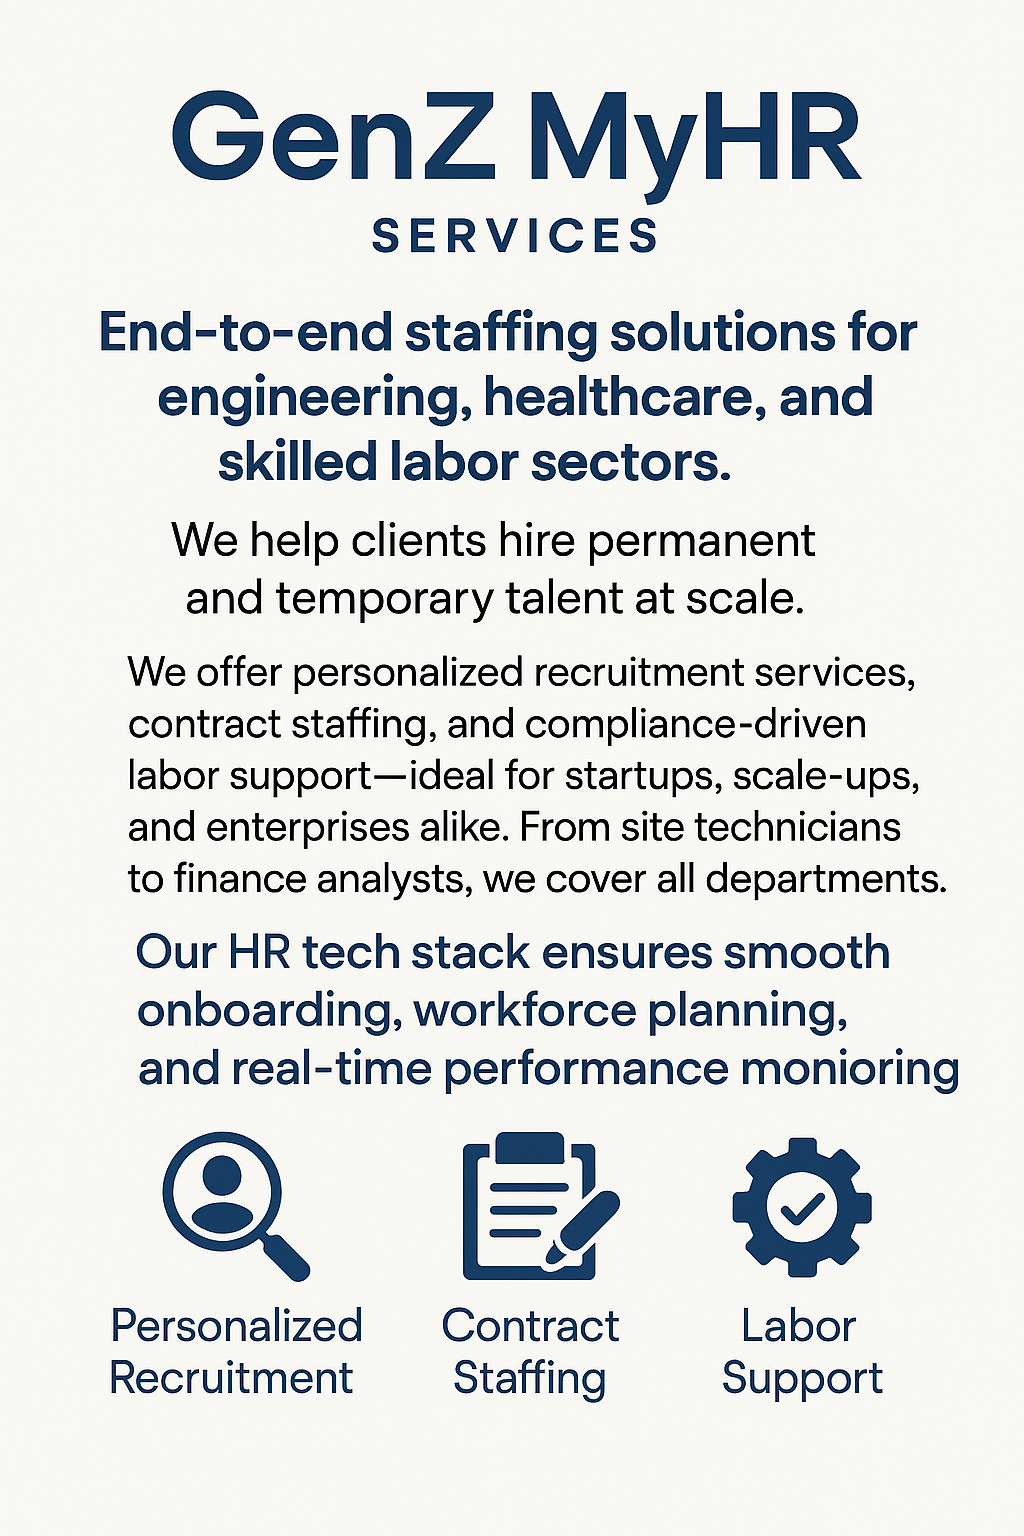 GenZ MyHR
SERVICES
End-to-end staffing solutions for
engineering, healthcare, and
skilled labor sectors.
We help clients hire permanent
and temporary talent at scale.
We offer personalized recruitment services,
contract staffing, and compliance-driven
labor support—ideal for startups, scale-ups,
and enterprises alike. From site technicians
to finance analysts, we cover all departments.
Our HR tech stack ensures smooth
onboarding, workforce planning,
and real-time performance monioring
Personalized
Recruitment
Contract
Staffing
Labor
Support